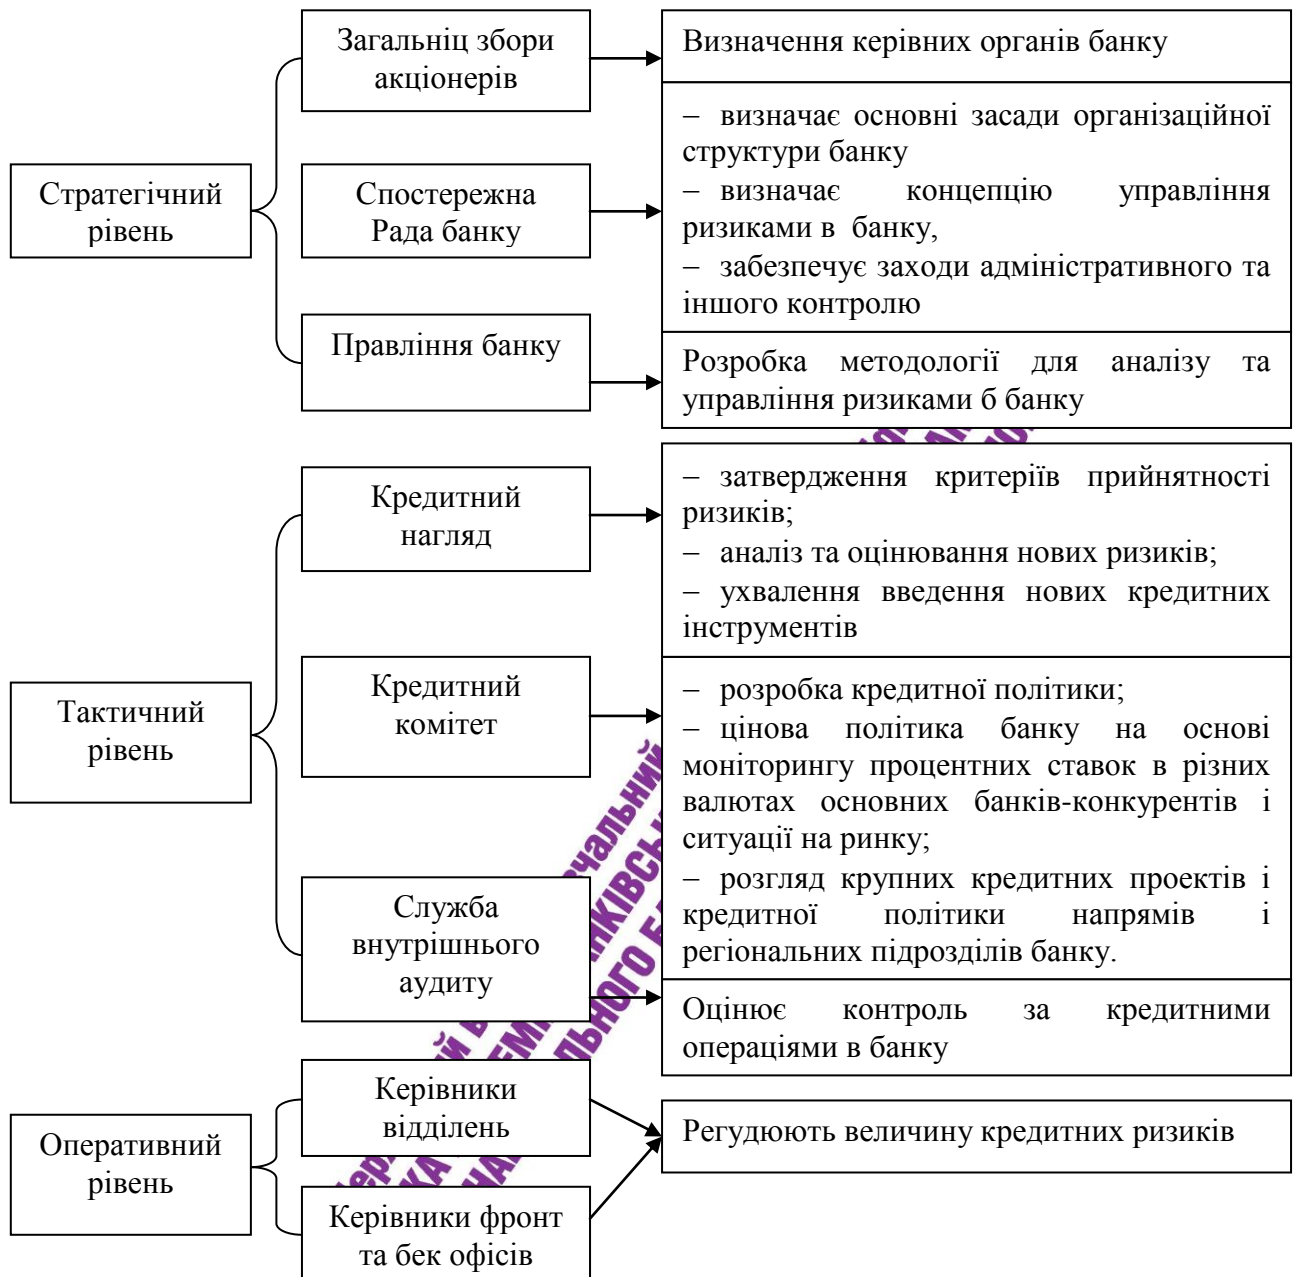 Загальніц збори
акціонерів
Визначення керівних органів банку
Стратегічний
рівень
Спостережна
Рада банку
– визначає основні засади організаційної
структури банку
– визначає концепцію управління
ризиками в банку,
– забезпечує заходи адміністративного та
іншого контролю
Правління банку
Розробка методології для аналізу та
управління ризиками б банку
Тактичний
рівень
Кредитний
нагляд
– затвердження критеріїв прийнятності
ризиків;
– аналіз та оцінювання нових ризиків;
– ухвалення введення нових кредитних
інструментів
Кредитний
комітет
– розробка кредитної політики;
– цінова політика банку на основі
моніторингу процентних ставок в різних
валютах основних банків-конкурентів і
ситуації на ринку;
– розгляд крупних кредитних проектів і
кредитної політики напрямів і
регіональних підрозділів банку.
Служба
внутрішнього
аудиту
Оцінює контроль за кредитними
операціями в банку
Оперативний
рівень
Керівники
відділень
Керівники фронт
та бек офісів
Регудюють величину кредитних ризиків